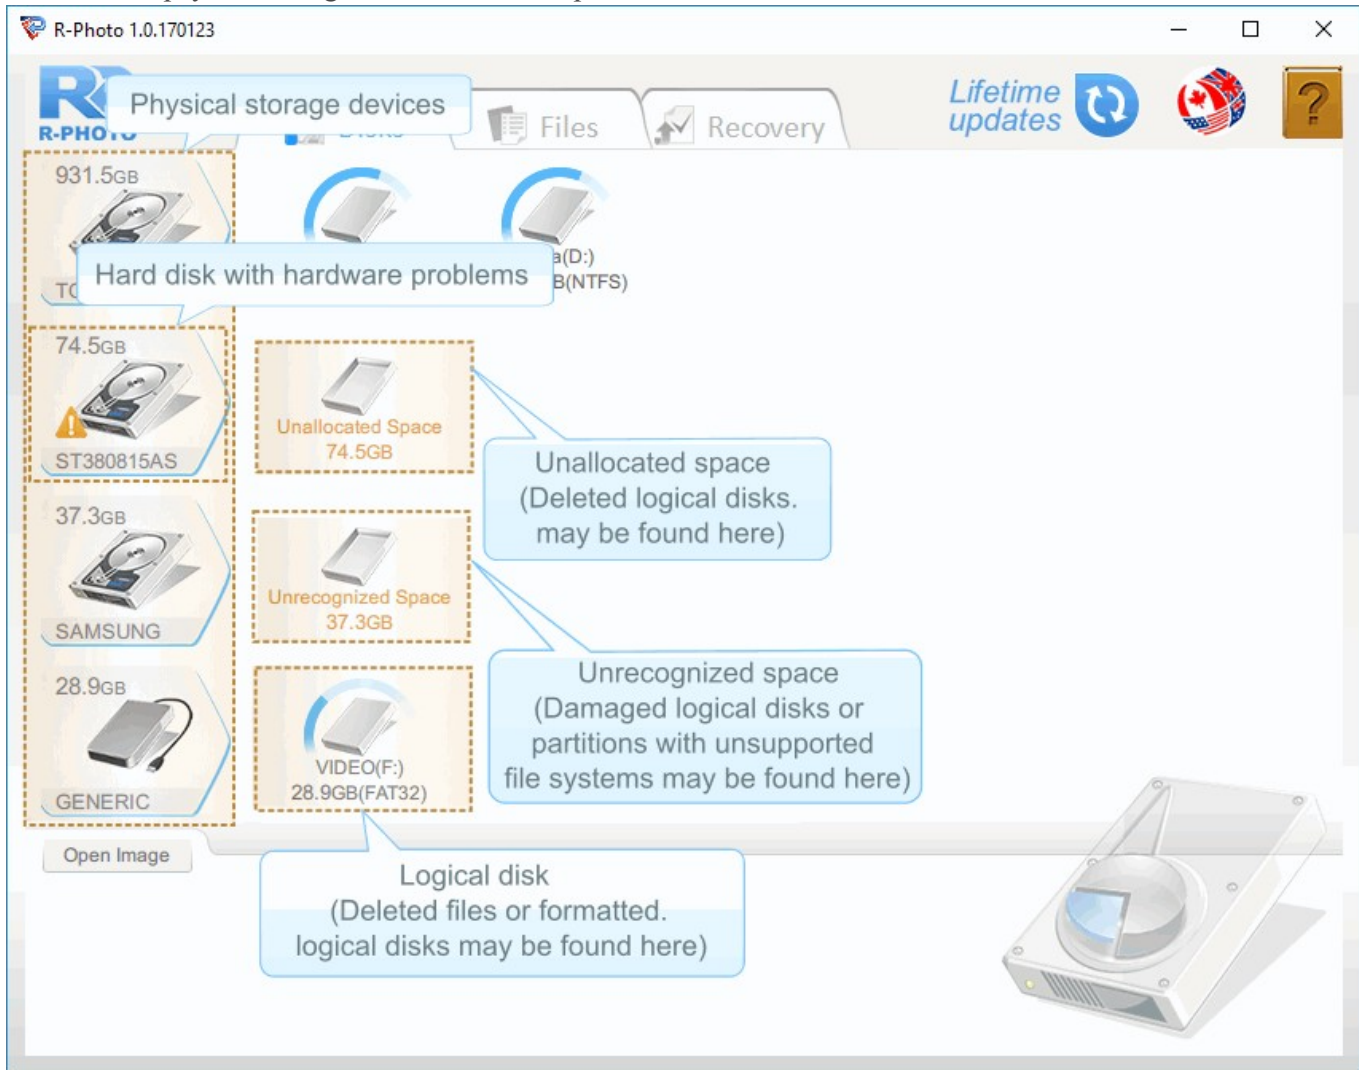 R-Photo 1.0.170123
R-PHOTO
Physical storage devices
Files
Recovery
Lifetime
updates
?
931.5GB
Hard disk with hardware problems
(D:)
(NTFS)
74.5GB
ST380815AS
Unallocated Space
74.5GB
Unallocated space
(Deleted logical disks.
may be found here)
37.3GB
SAMSUNG
Unrecognized Space
37.3GB
Unrecognized space
(Damaged logical disks or
partitions with unsupported
file systems may be found here)
28.9GB
GENERIC
VIDEO(F:)
28.9GB(FAT32)
Open Image
Logical disk
(Deleted files or formatted.
logical disks may be found here)